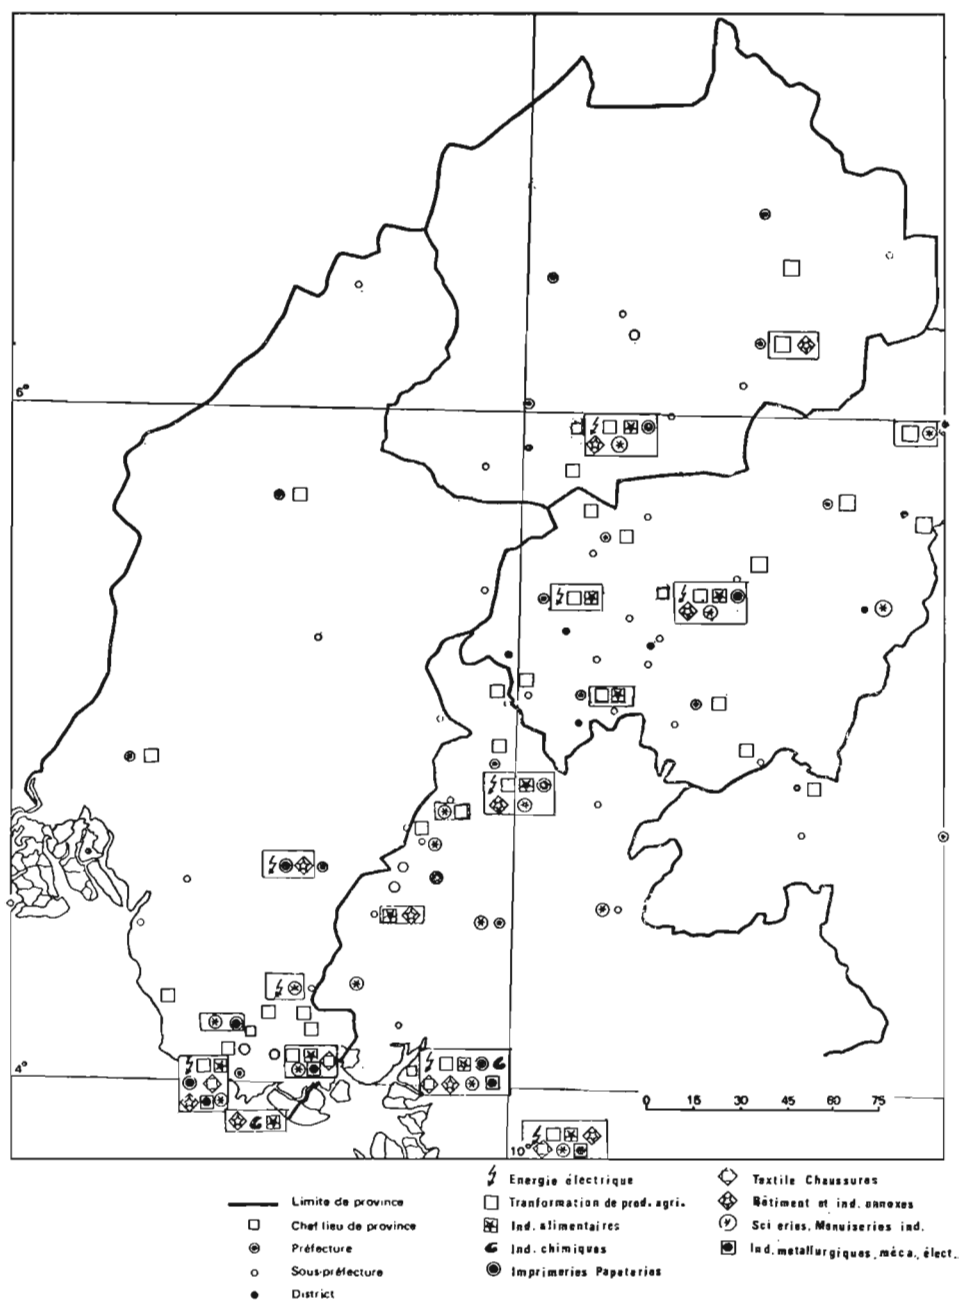 6°
4°
10°
0 15 30 45 60 75
Limite de province
Chef lieu de province
Préfecture
Sous-préfecture
District
Energie électrique
Tranformation de prod. agri.
Ind. alimentaires
Ind. chimiques
Imprimeries Papeteries
Textile Chaussures
Bâtiment et ind. annexes
Scieries, Menuiseries ind.
Ind. metallurgiques, méca., élect..